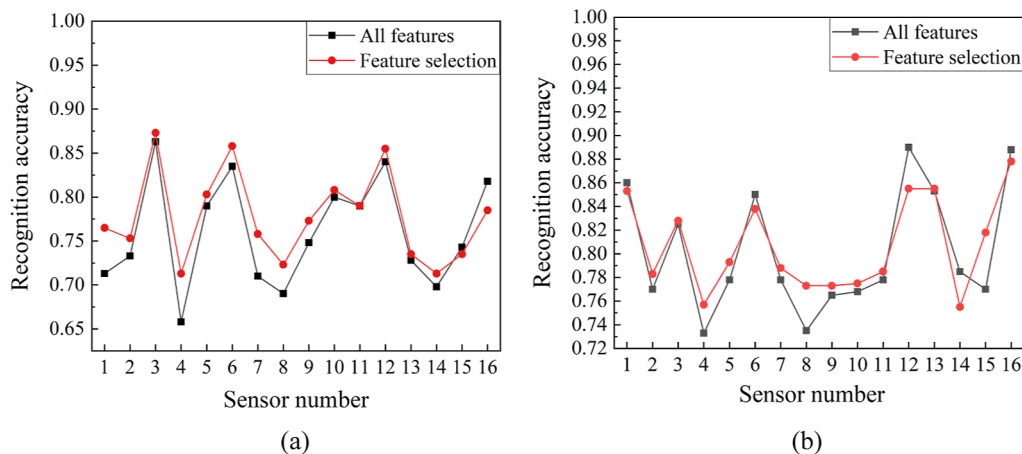 1.00
0.95
0.90
0.85
0.80
0.75
0.70
0.65
Recognition accuracy
All features
Feature selection
1 2 3 4 5 6 7 8 9 10 11 12 13 14 15 16
Sensor number
(a)
1.00
0.98
0.96
0.94
0.92
0.90
0.88
0.86
0.84
0.82
0.80
0.78
0.76
0.74
0.72
Recognition accuracy
All features
Feature selection
1 2 3 4 5 6 7 8 9 10 11 12 13 14 15 16
Sensor number
(b)